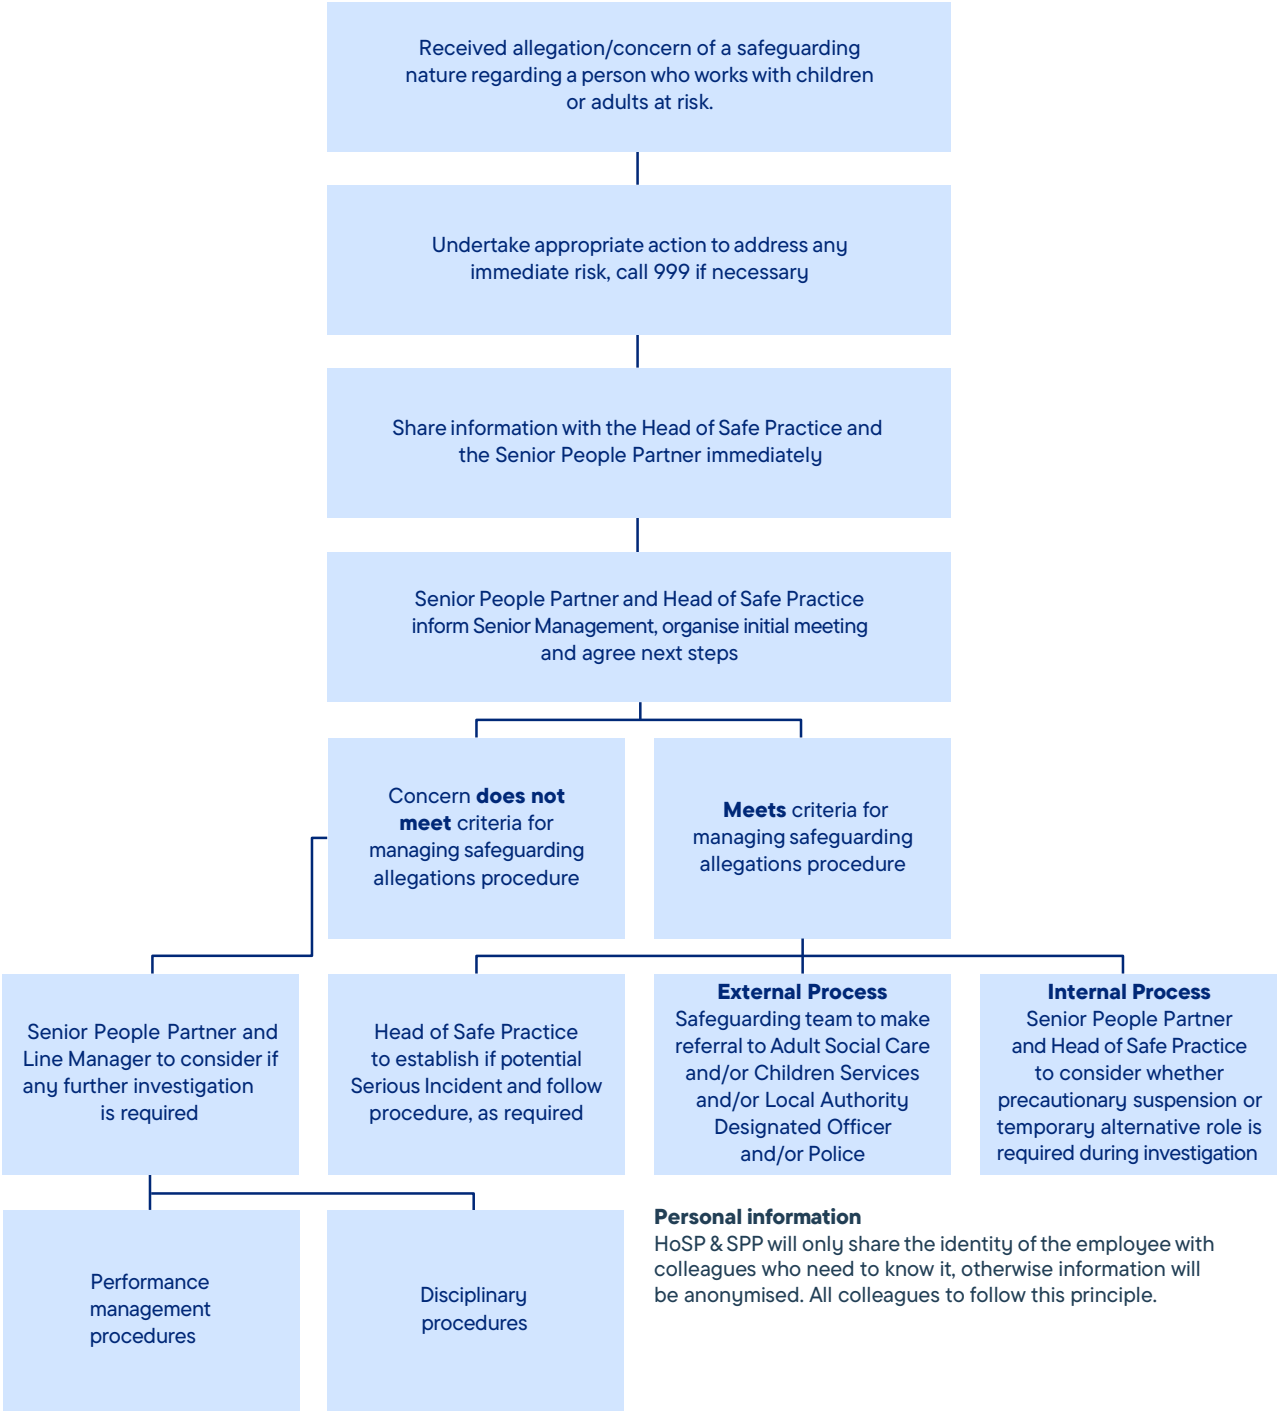 Received allegation/concern of a safeguarding
nature regarding a person who works with children
or adults at risk.
Undertake appropriate action to address any
immediate risk, call 999 if necessary
Share information with the Head of Safe Practice and
the Senior People Partner immediately
Senior People Partner and Head of Safe Practice
inform Senior Management, organise initial meeting
and agree next steps
Concern does not
meet criteria for
managing safeguarding
allegations procedure
Meets criteria for
managing safeguarding
allegations procedure
Senior People Partner and
Line Manager to consider if
any further investigation
is required
Head of Safe Practice
to establish if potential
Serious Incident and follow
procedure, as required
External Process
Safeguarding team to make
referral to Adult Social Care
and/or Children Services
and/or Local Authority
Designated Officer
and/or Police
Internal Process
Senior People Partner
and Head of Safe Practice
to consider whether
precautionary suspension or
temporary alternative role is
required during investigation
Performance
management
procedures
Disciplinary
procedures
Personal information
HoSP & SPP will only share the identity of the employee with
colleagues who need to know it, otherwise information will
be anonymised. All colleagues to follow this principle.